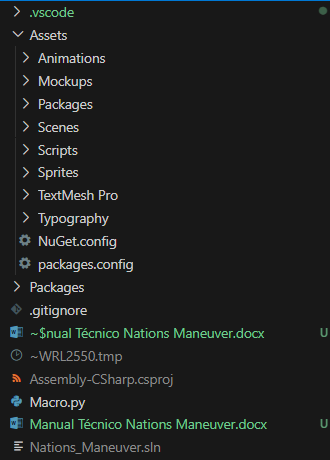 .vscode
Assets
Animations
Mockups
Packages
Scenes
Scripts
Sprites
TextMesh Pro
Typography
NuGet.config
packages.config
Packages
.gitignore
~$nual Técnico Nations Maneuver.docx U
~WRL2550.tmp
Assembly-CSharp.csproj
Macro.py
Manual Técnico Nations Maneuver.docx U
Nations_Maneuver.sln